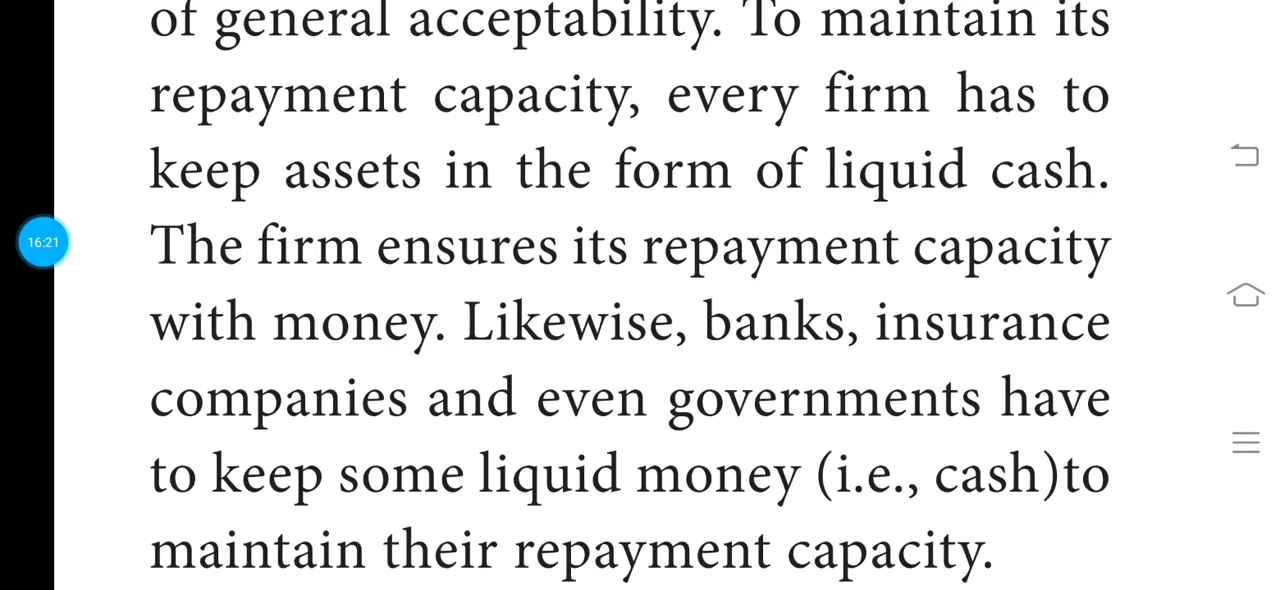 of general acceptability. To maintain its
repayment capacity, every firm has to
keep assets in the form of liquid cash.
The firm ensures its repayment capacity
with money. Likewise, banks, insurance
companies and even governments have
to keep some liquid money (i.e., cash)to
maintain their repayment capacity.
16:21